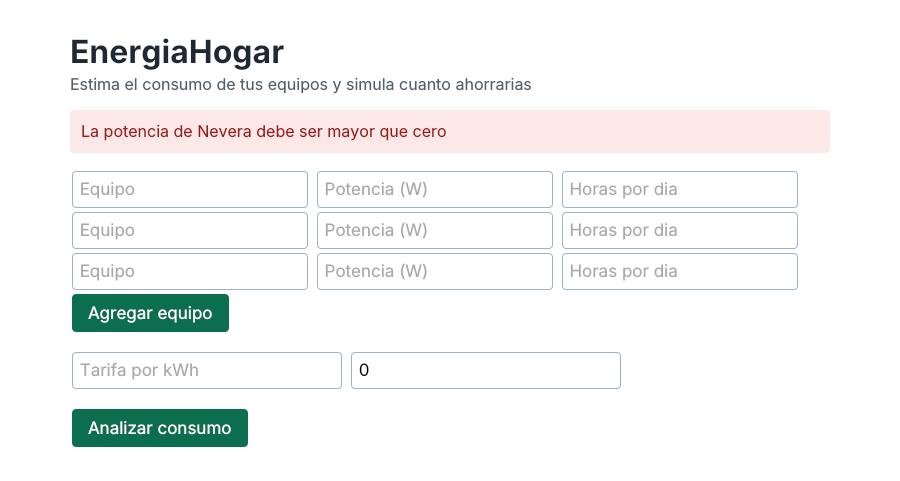 EnergiaHogar
Estima el consumo de tus equipos y simula cuanto ahorrarias
La potencia de Nevera debe ser mayor que cero
Equipo Potencia (W) Horas por dia
Equipo Potencia (W) Horas por dia
Equipo Potencia (W) Horas por dia
Agregar equipo
Tarifa por kWh 0
Analizar consumo